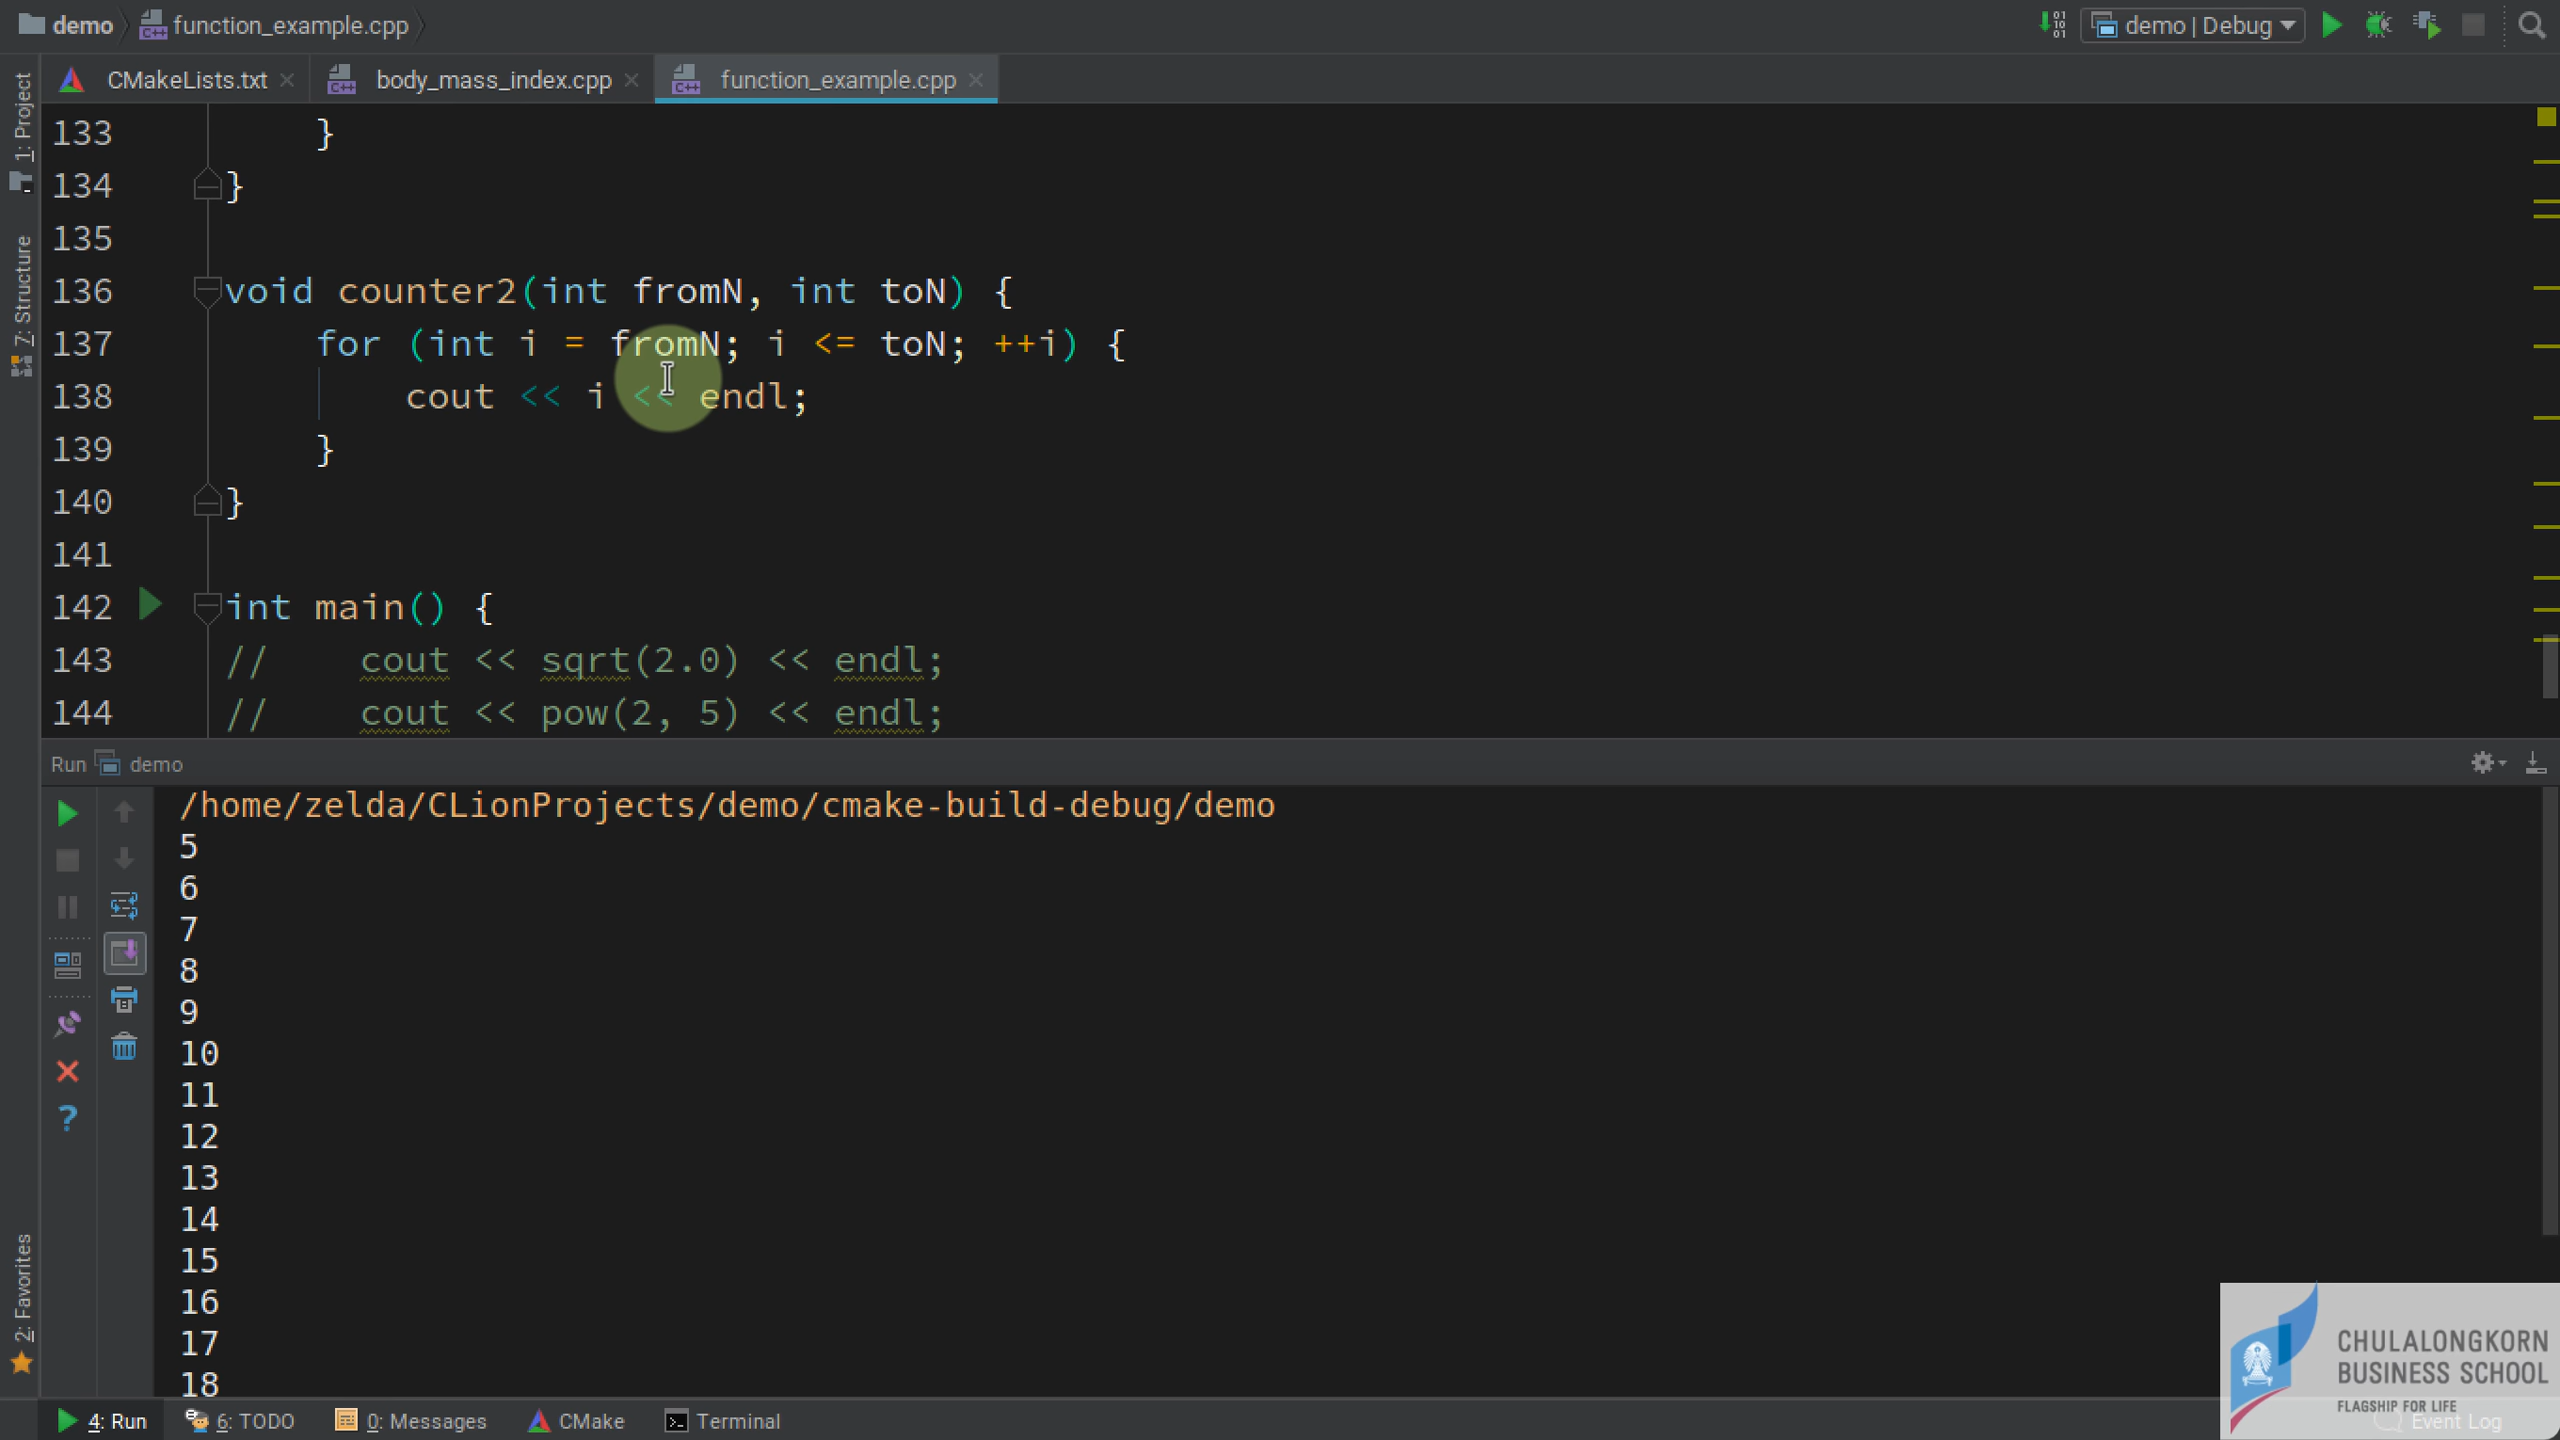 demo function_example.cpp demo | Debug
CMakeLists.txt body_mass_index.cpp function_example.cpp
1: Project
7: Structure
2: Favorites
133 }
134 }
135
136 void counter2(int fromN, int toN) {
137 for (int i = fromN; i <= toN; ++i) {
138 cout << i << endl;
139 }
140 }
141
142 int main() {
143 // cout << sqrt(2.0) << endl;
144 // cout << pow(2, 5) << endl;
Run demo
/home/zelda/CLionProjects/demo/cmake-build-debug/demo
5
6
7
8
9
10
11
12
13
14
15
16
17
18
CHULALONGKORN
BUSINESS SCHOOL
FLAGSHIP FOR LIFE
4: Run 6: TODO 0: Messages CMake Terminal Event Log